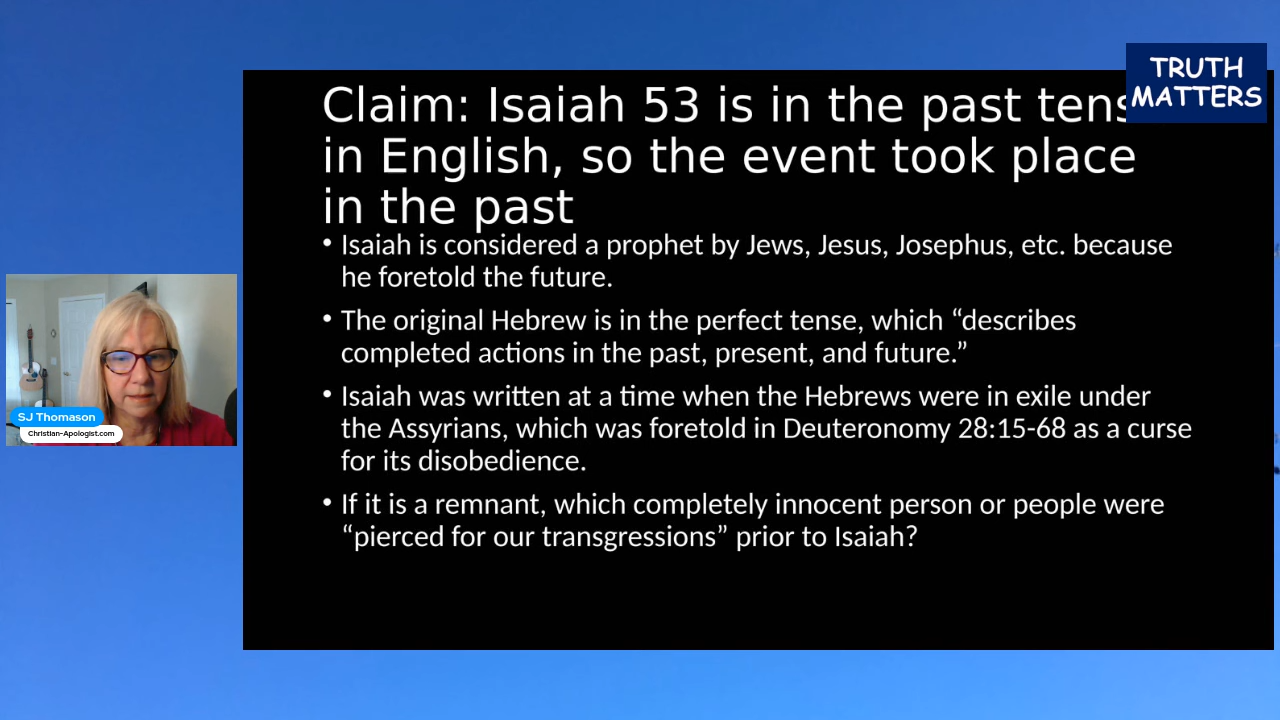 TRUTH
MATTERS
Claim: Isaiah 53 is in the past tens
in English, so the event took place
in the past
• Isaiah is considered a prophet by Jews, Jesus, Josephus, etc. because
he foretold the future.
• The original Hebrew is in the perfect tense, which “describes
completed actions in the past, present, and future.”
• Isaiah was written at a time when the Hebrews were in exile under
the Assyrians, which was foretold in Deuteronomy 28:15-68 as a curse
for its disobedience.
• If it is a remnant, which completely innocent person or people were
“pierced for our transgressions” prior to Isaiah?
SJ Thomason
Christian-Apologist.com